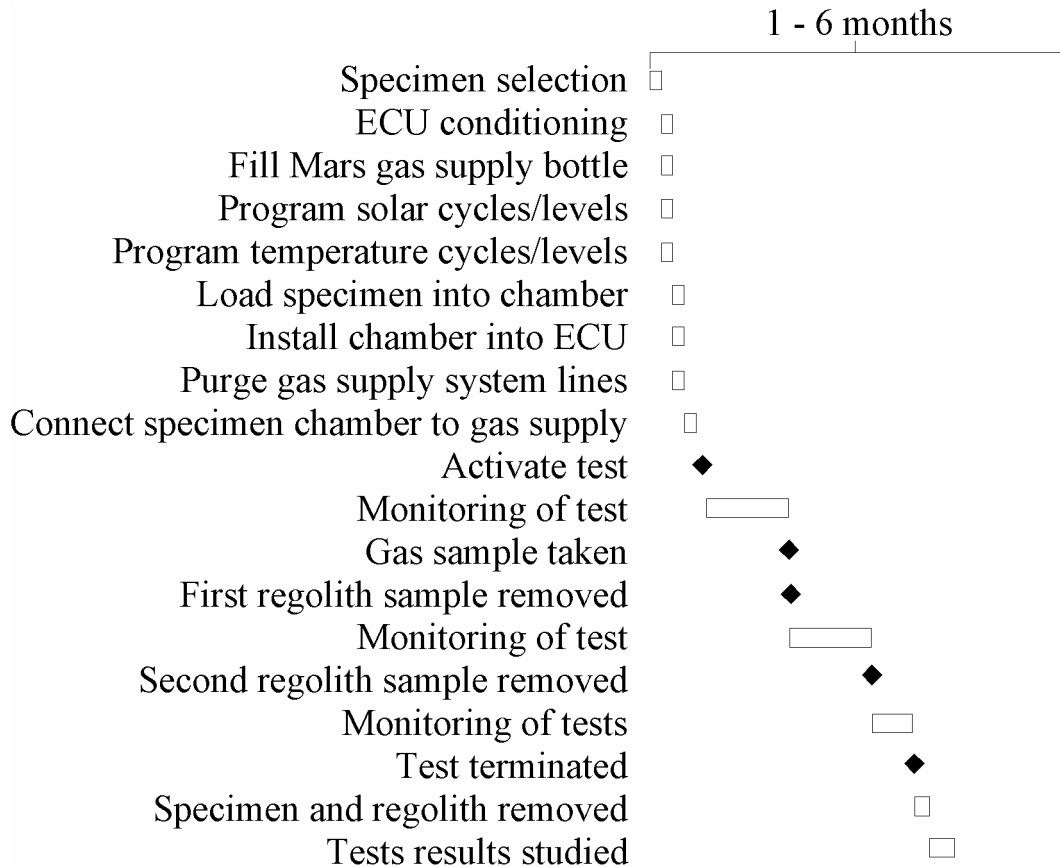 1 - 6 months
Specimen selection
ECU conditioning
Fill Mars gas supply bottle
Program solar cycles/levels
Program temperature cycles/levels
Load specimen into chamber
Install chamber into ECU
Purge gas supply system lines
Connect specimen chamber to gas supply
Activate test
Monitoring of test
Gas sample taken
First regolith sample removed
Monitoring of test
Second regolith sample removed
Monitoring of tests
Test terminated
Specimen and regolith removed
Tests results studied